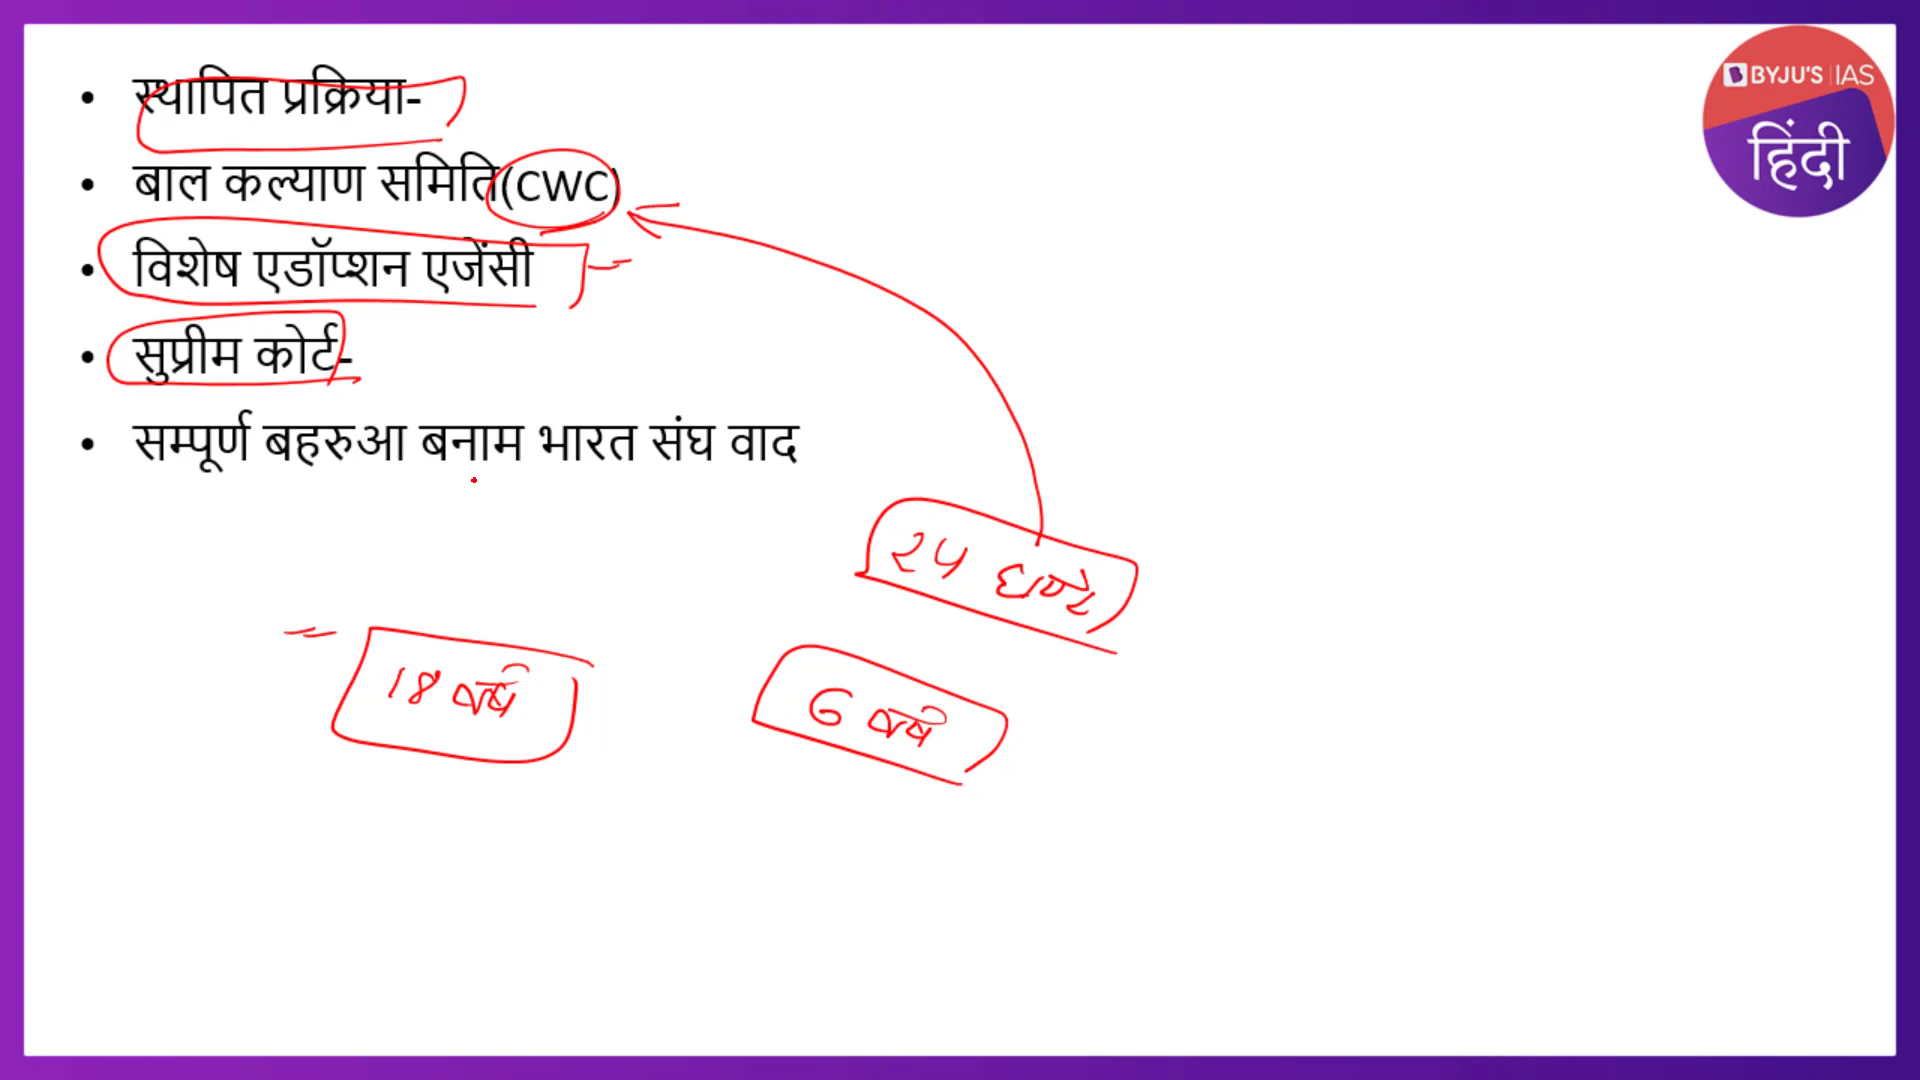 स्थापित प्रक्रिया-
बाल कल्याण समिति(CWC)
विशेष एडॉप्शन एजेंसी
सुप्रीम कोर्ट-
सम्पूर्ण बहरुआ बनाम भारत संघ वाद
24 घण्टे
18 वर्ष
6 वर्ष
BYJU'S IAS
हिंदी